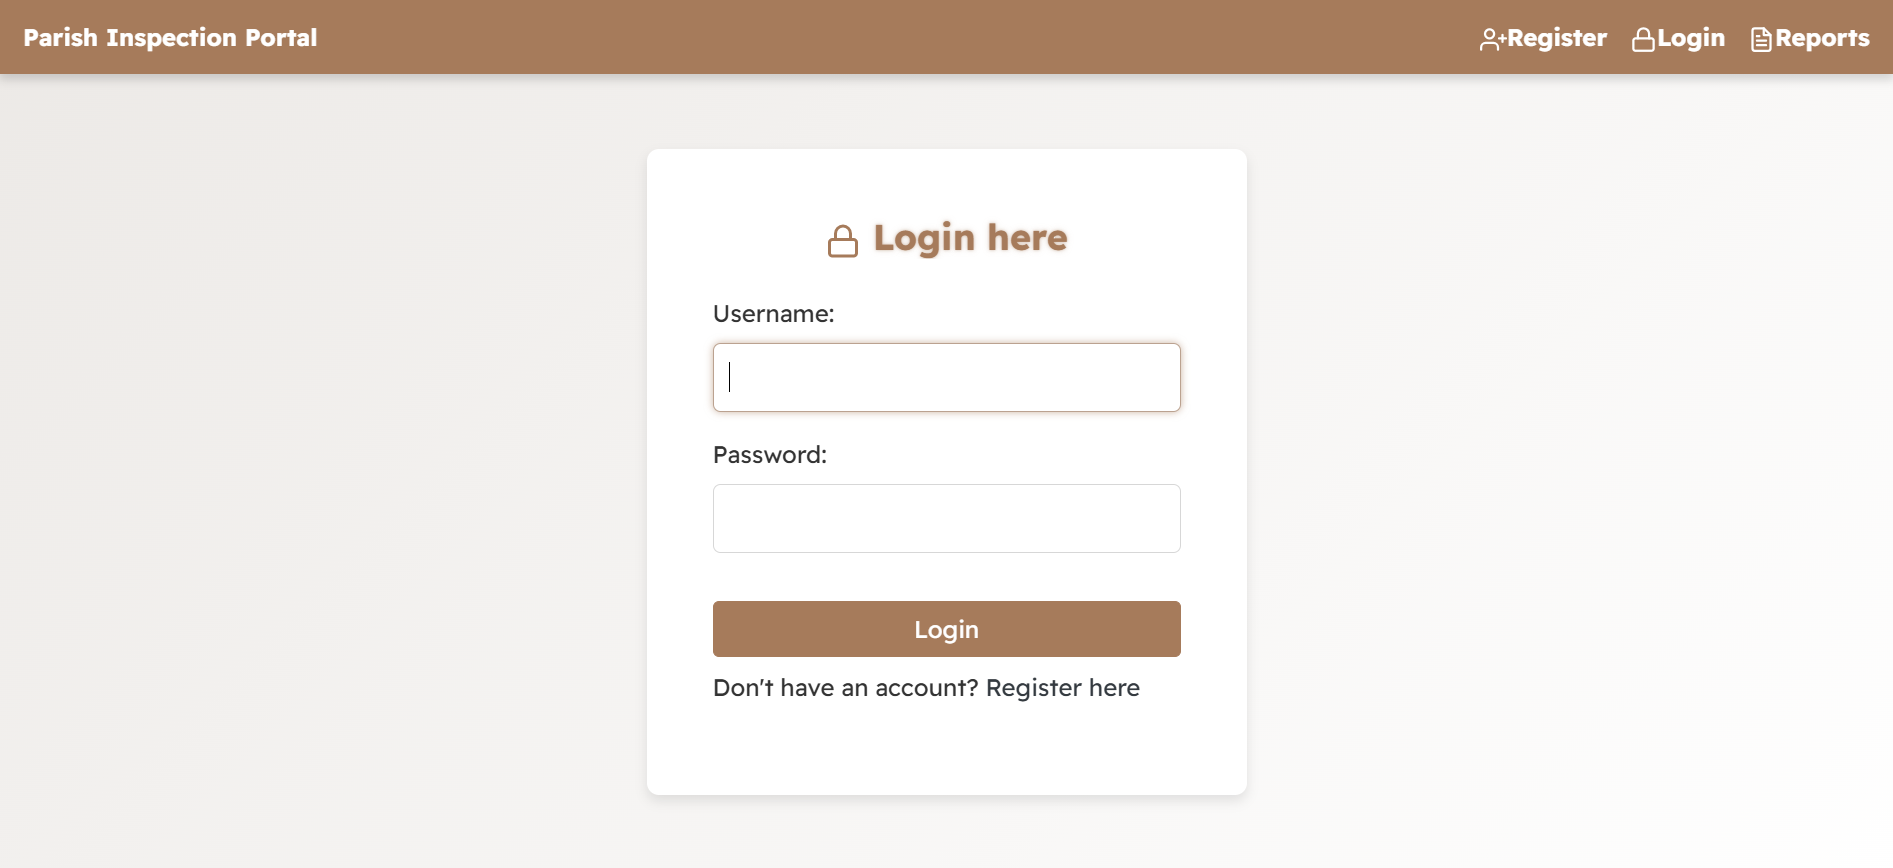 Parish Inspection Portal
Register Login Reports
Login here
Username:
Password:
Login
Don't have an account? Register here